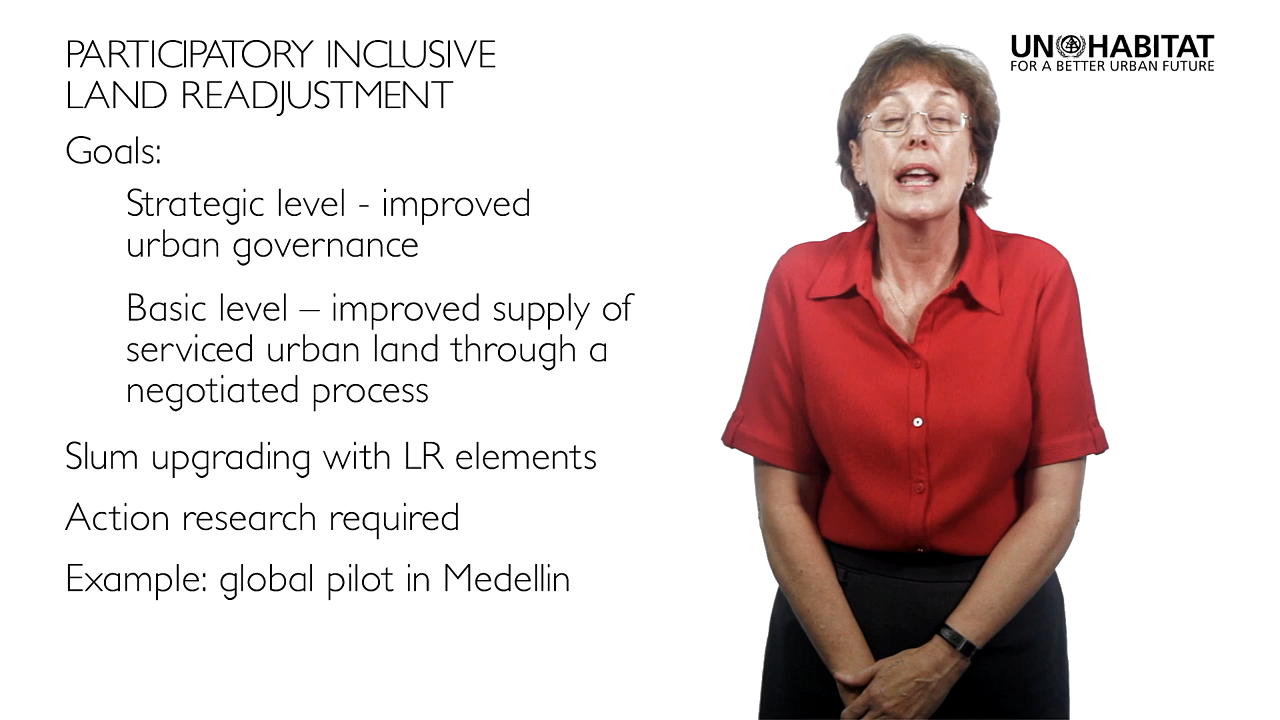 PARTICIPATORY INCLUSIVE
LAND READJUSTMENT
Goals:
Strategic level - improved
urban governance
Basic level – improved supply of
serviced urban land through a
negotiated process
Slum upgrading with LR elements
Action research required
Example: global pilot in Medellin
UN HABITAT
FOR A BETTER URBAN FUTURE